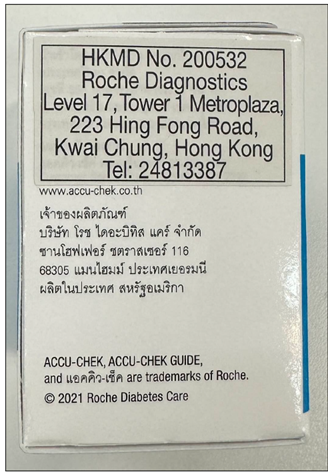 HKMD No. 200532
Roche Diagnostics
Level 17,Tower 1 Metroplaza,
223 Hing Fong Road,
Kwai Chung, Hong Kong
Tel: 24813387
www.accu-chek.co.th
เจ้าของผลิตภัณฑ์
บริษัท โรช ไดอะบิทิส แคร์ จำกัด
ซานโฮฟเฟอร์ ชตราสเซอร์ 116
68305 แมนไฮมม์ ประเทศเยอรมนี
ผลิตในประเทศ สหรัฐอเมริกา
ACCU-CHEK, ACCU-CHEK GUIDE,
and แอคคิว-เช็ค are trademarks of Roche.
© 2021 Roche Diabetes Care